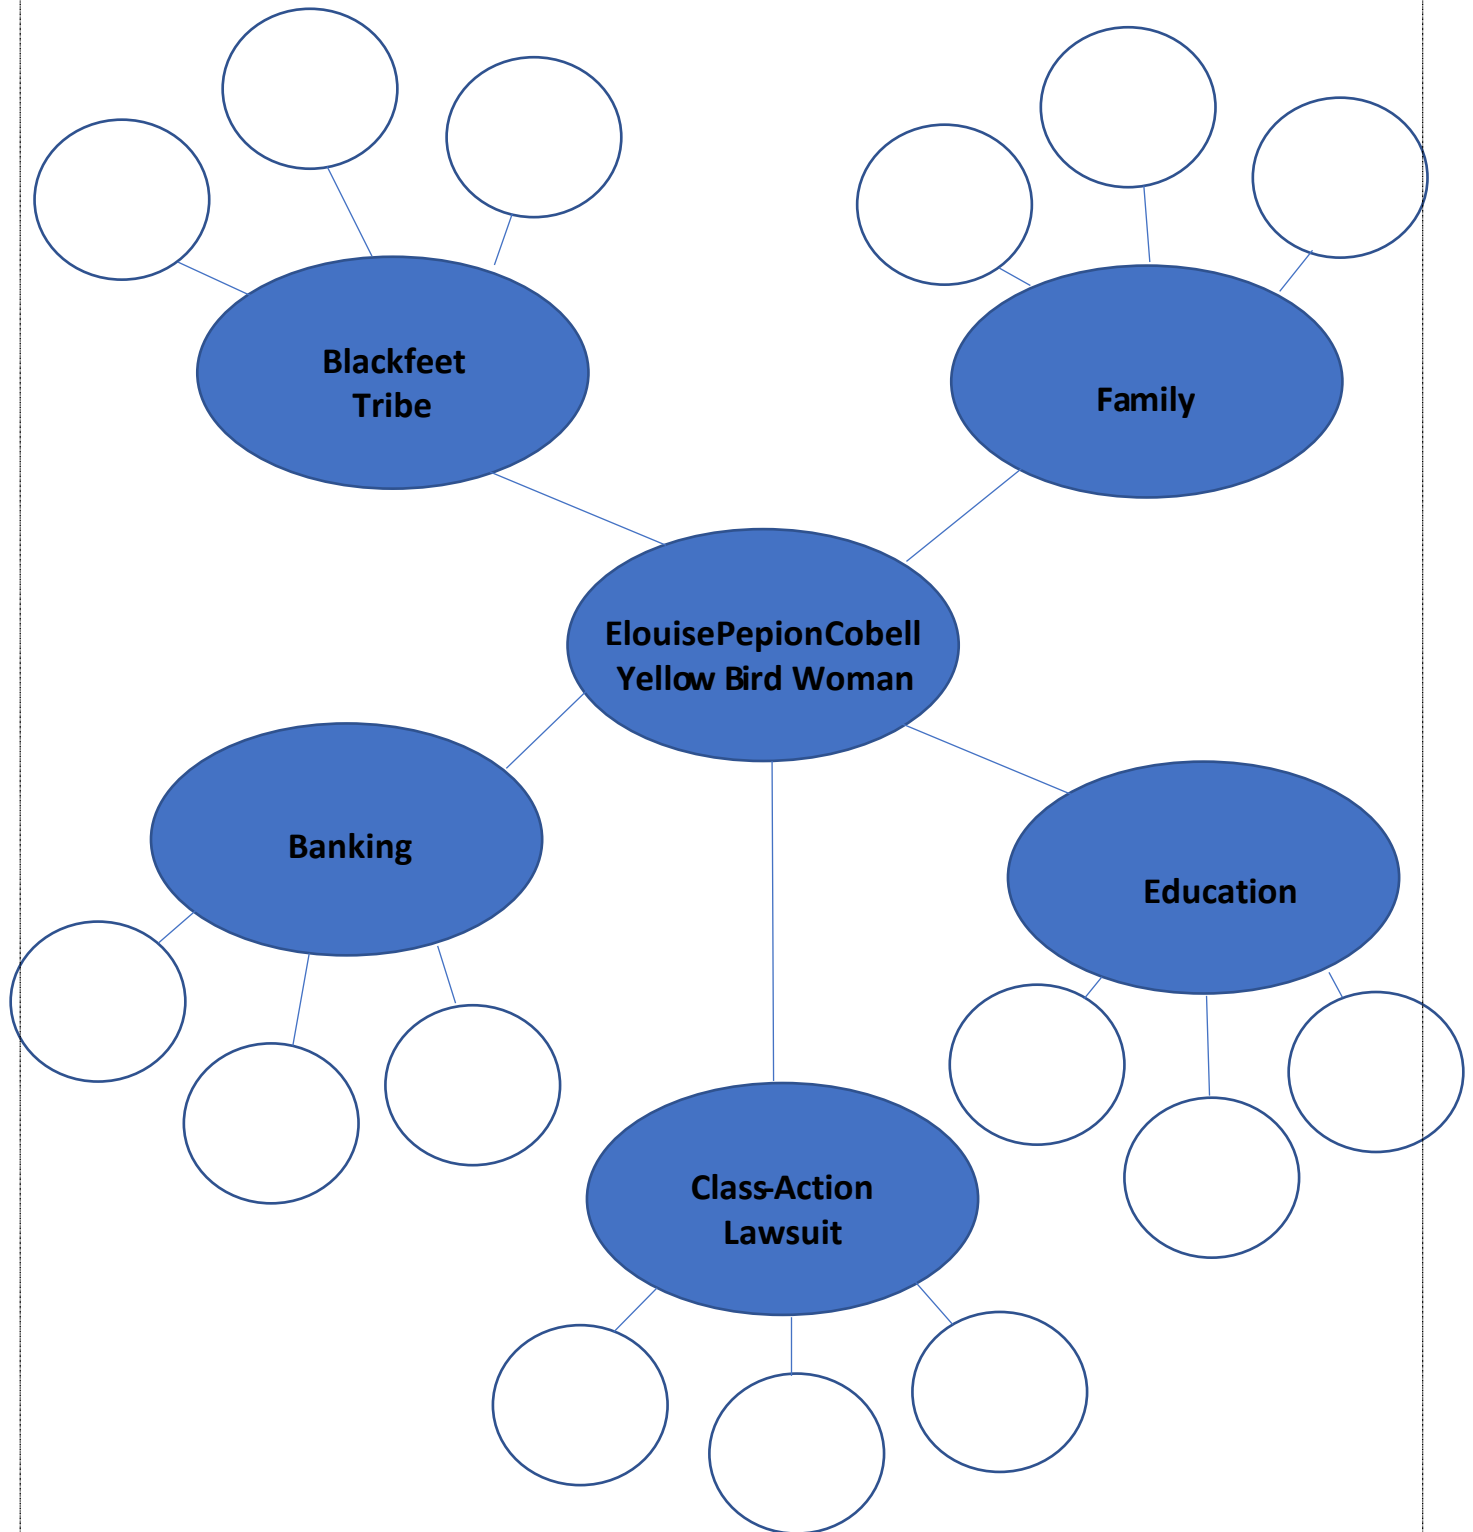 Blackfeet
Tribe
Family
ElouisePepionCobell
Yellow Bird Woman
Banking
Education
Class-Action
Lawsuit